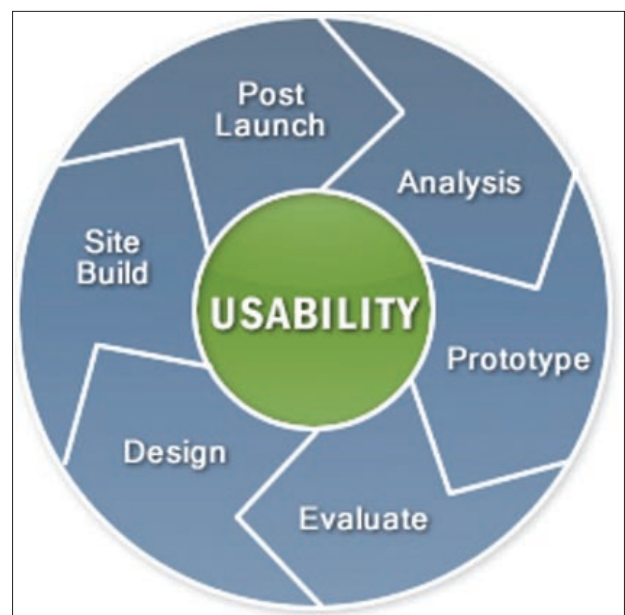 Post
Launch
Analysis
Site
Build
USABILITY
Prototype
Design
Evaluate